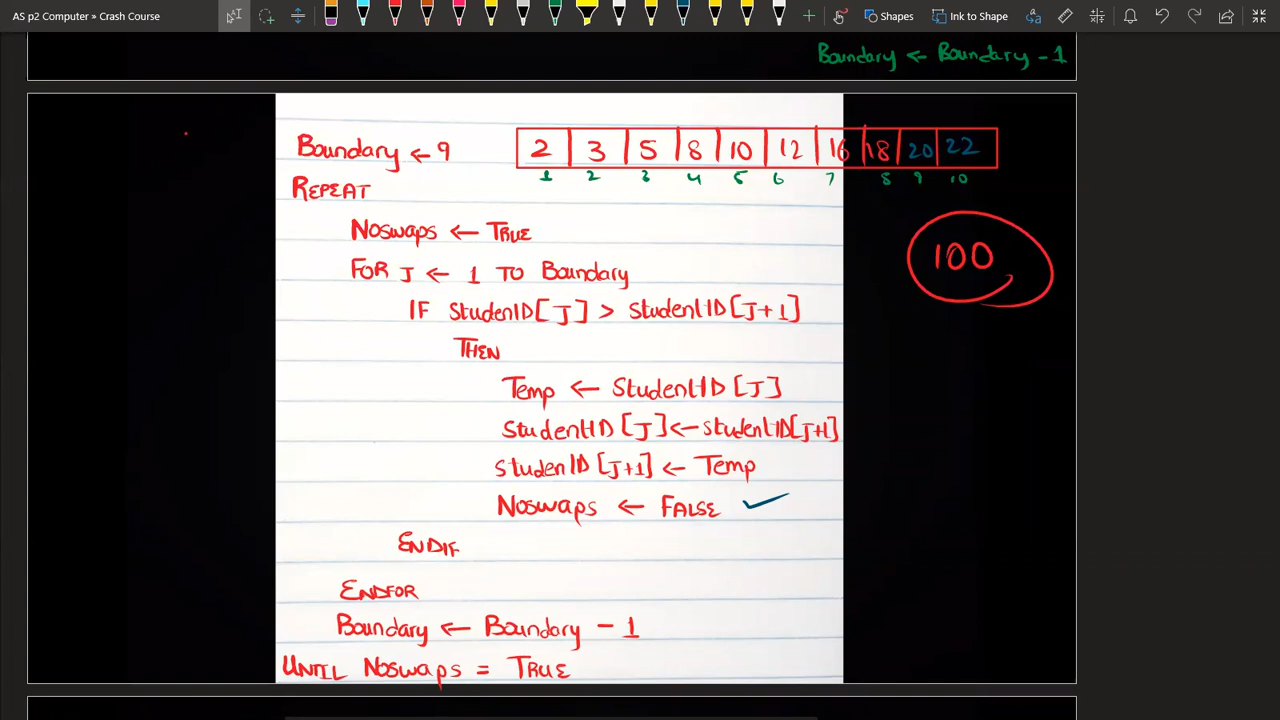 AS p2 Computer » Crash Course
Shapes
Ink to Shape
Boundary ← Boundary - 1
Boundary ← 9
2 3 5 8 10 12 16 18 20 22
1 2 3 4 5 6 7 8 9 10
REPEAT
Noswaps ← TRUE
100
FOR J ← 1 TO Boundary
IF StudenID[J] > StudentID[J+1]
THEN
Temp ← StudentID[J]
StudentID[J] ← StudentID[J+1]
StudenID[J+1] ← Temp
Noswaps ← FALSE
ENDIF
ENDFOR
Boundary ← Boundary - 1
UNTIL Noswaps = TRUE